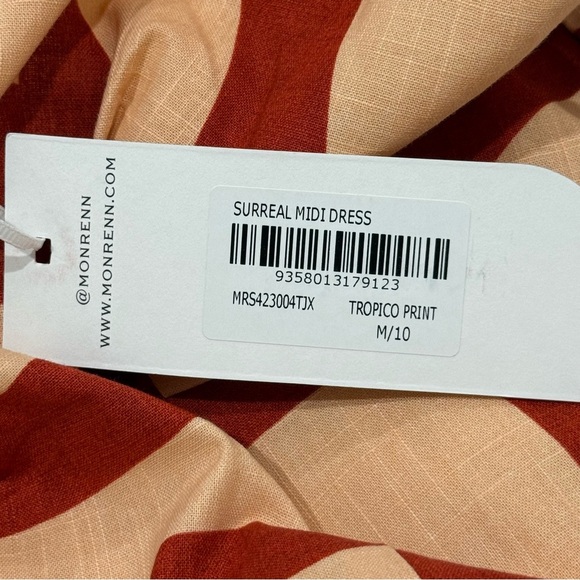 @MONRENN
WWW.MONRENN.COM
SURREAL MIDI DRESS
9358013179123
MRS423004TJX
TROPICO PRINT
M/10